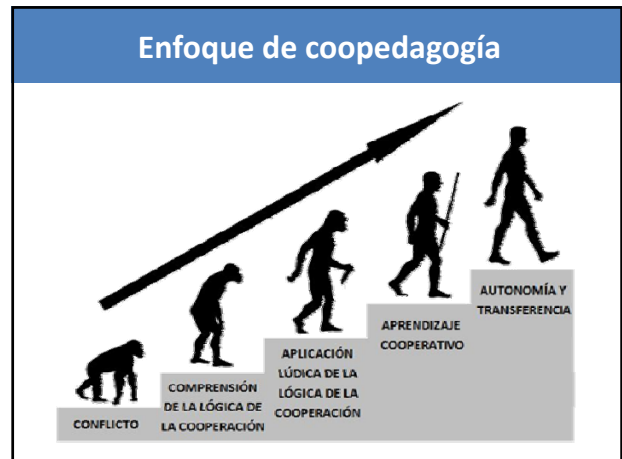 Enfoque de coopedagogía
CONFLICTO
COMPRENSIÓN
DE LA LÓGICA DE
LA COOPERACIÓN
APLICACIÓN
LÚDICA DE LA
LÓGICA DE LA
COOPERACIÓN
APRENDIZAJE
COOPERATIVO
AUTONOMÍA Y
TRANSFERENCIA